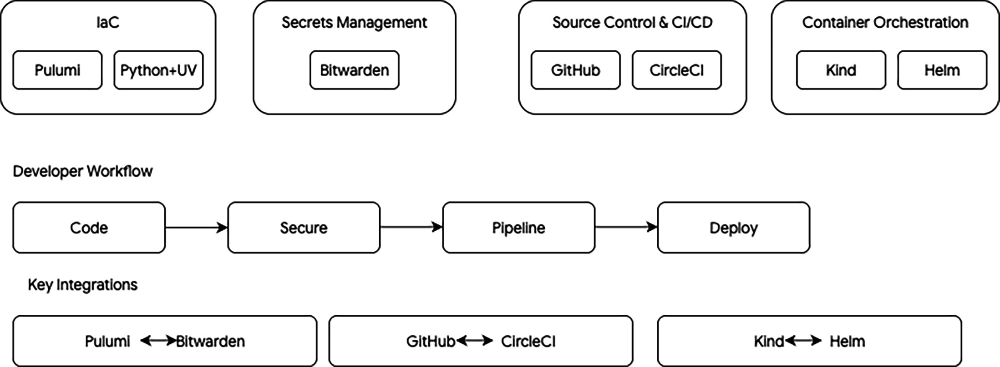 IaC
Pulumi
Python+UV
Secrets Management
Bitwarden
Source Control & CI/CD
GitHub
CircleCI
Container Orchestration
Kind
Helm
Developer Workflow
Code
Secure
Pipeline
Deploy
Key Integrations
Pulumi Bitwarden
GitHub CircleCI
Kind Helm